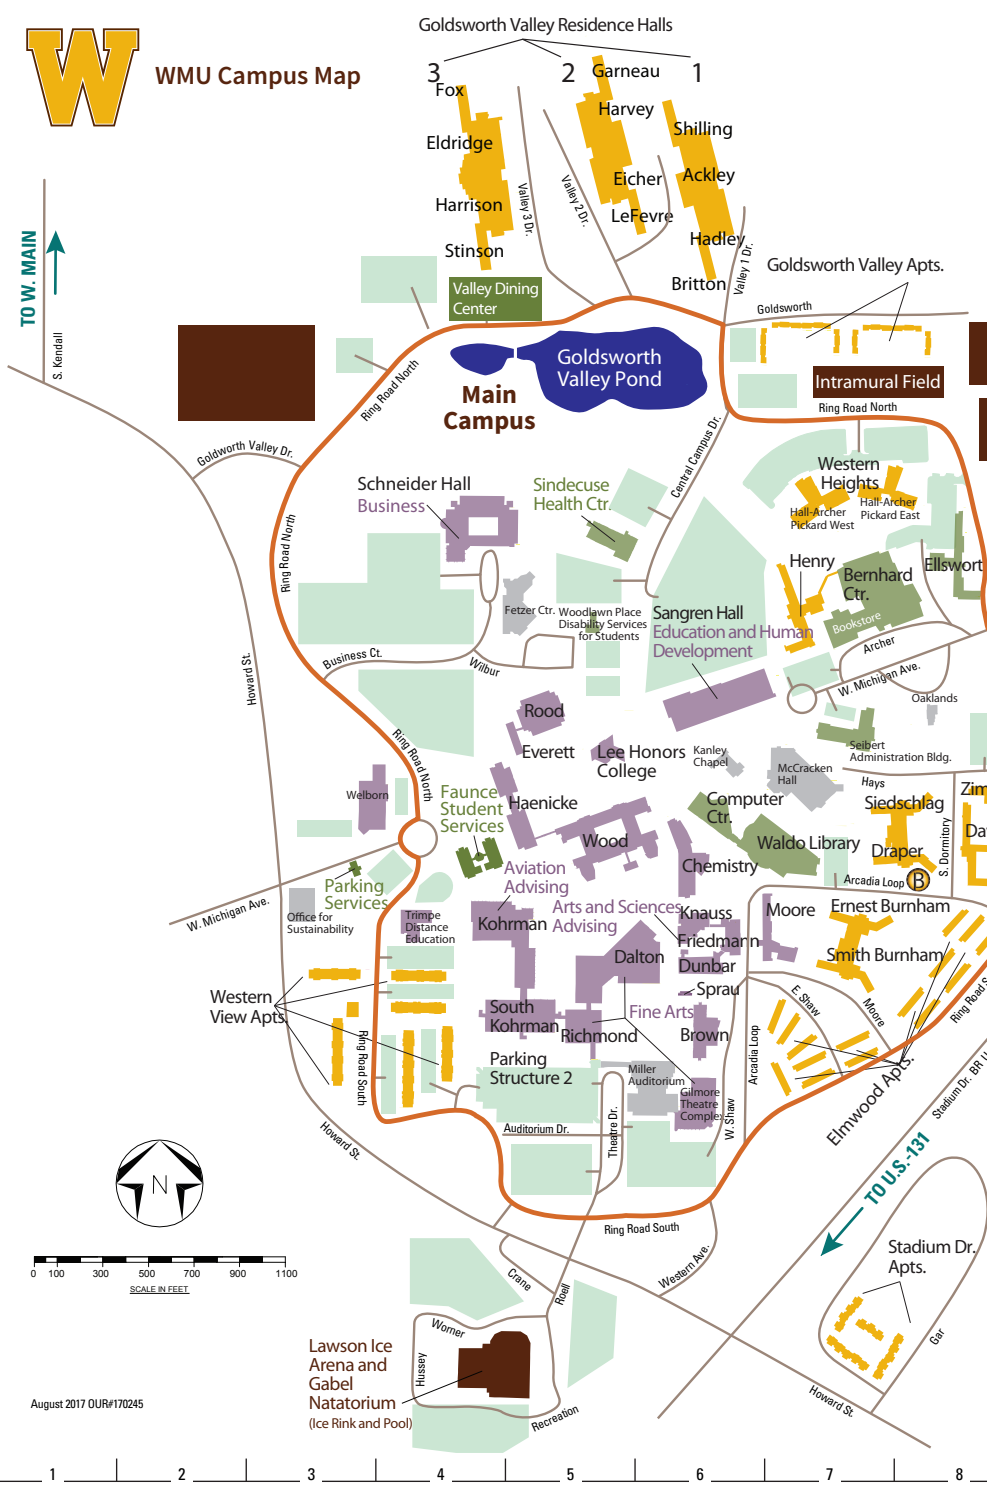 Goldsworth Valley Residence Halls
W
WMU Campus Map
3
2
1
Fox
Garneau
Harvey
Shilling
Eldridge
Eicher
Ackley
Harrison
LeFevre
Stinson
Hadley
Britton
Valley 3 Dr.
Valley 2 Dr.
Valley 1 Dr.
Goldsworth Valley Apts.
TO W. MAIN
S. Kendall
Valley Dining
Center
Goldsworth
Goldsworth
Valley Pond
Main
Campus
Intramural Field
Ring Road North
Ring Road North
Goldworth Valley Dr.
Central Campus Dr.
Western
Heights
Hall-Archer
Pickard West
Hall-Archer
Pickard East
Schneider Hall
Business
Sindecuse
Health Ctr.
Ring Road North
Henry
Bernhard
Ctr.
Ellswort
Bookstore
Fetzer Ctr.
Woodlawn Place
Disability Services
for Students
Sangren Hall
Education and Human
Development
Archer
W. Michigan Ave.
Business Ct.
Wilbur
Howard St.
Oaklands
Rood
Everett
Lee Honors
College
Kanley
Chapel
McCracken
Hall
Seibert
Administration Bldg.
Ring Road North
Hays
Welborn
Faunce
Student
Services
Haenicke
Wood
Computer
Ctr.
Waldo Library
Siedschlag
Draper
Zim
Da
S. Dormitory
Chemistry
Arcadia Loop
B
Aviation
Advising
Parking
Services
W. Michigan Ave.
Office for
Sustainability
Trimpe
Distance
Education
Kohrman
Arts and Sciences
Advising
Knauss
Friedmann
Moore
Ernest Burnham
Smith Burnham
Dalton
Dunbar
Sprau
Western
View Apts.
South
Kohrman
Richmond
Fine Arts
Brown
E. Shaw
Moore
Ring Road S
Ring Road South
Parking
Structure 2
Miller
Auditorium
Gilmore
Theatre
Complex
Arcadia Loop
W. Shaw
Elmwood Apts.
Stadium Dr. BR U
Howard St.
Auditorium Dr.
Theatre Dr.
TO U.S.-131
N
Ring Road South
Western Ave.
0 100 300 500 700 900 1100
SCALE IN FEET
Crane
Roell
Stadium Dr.
Apts.
Gar
Worner
Hussey
Lawson Ice
Arena and
Gabel
Natatorium
(Ice Rink and Pool)
Recreation
Howard St.
August 2017 OUR#170245
1 2 3 4 5 6 7 8